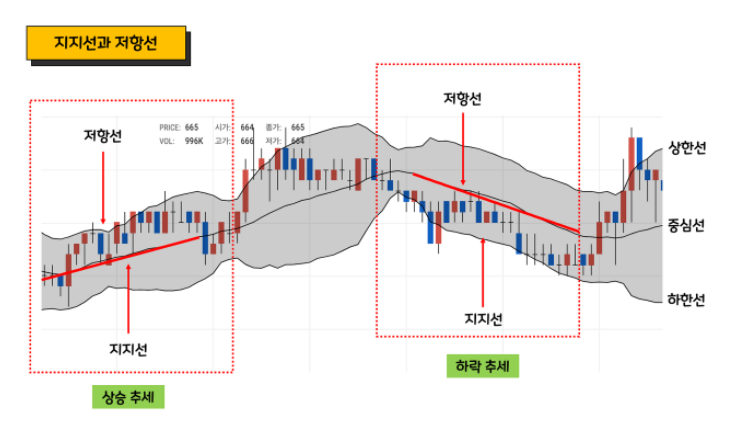 지지선과 저항선
저항선
저항선
PRICE: 665 시가: 664 종가: 665
VOL: 996K 고가: 666 저가: 664
상한선
중심선
하한선
지지선
지지선
상승 추세
하락 추세